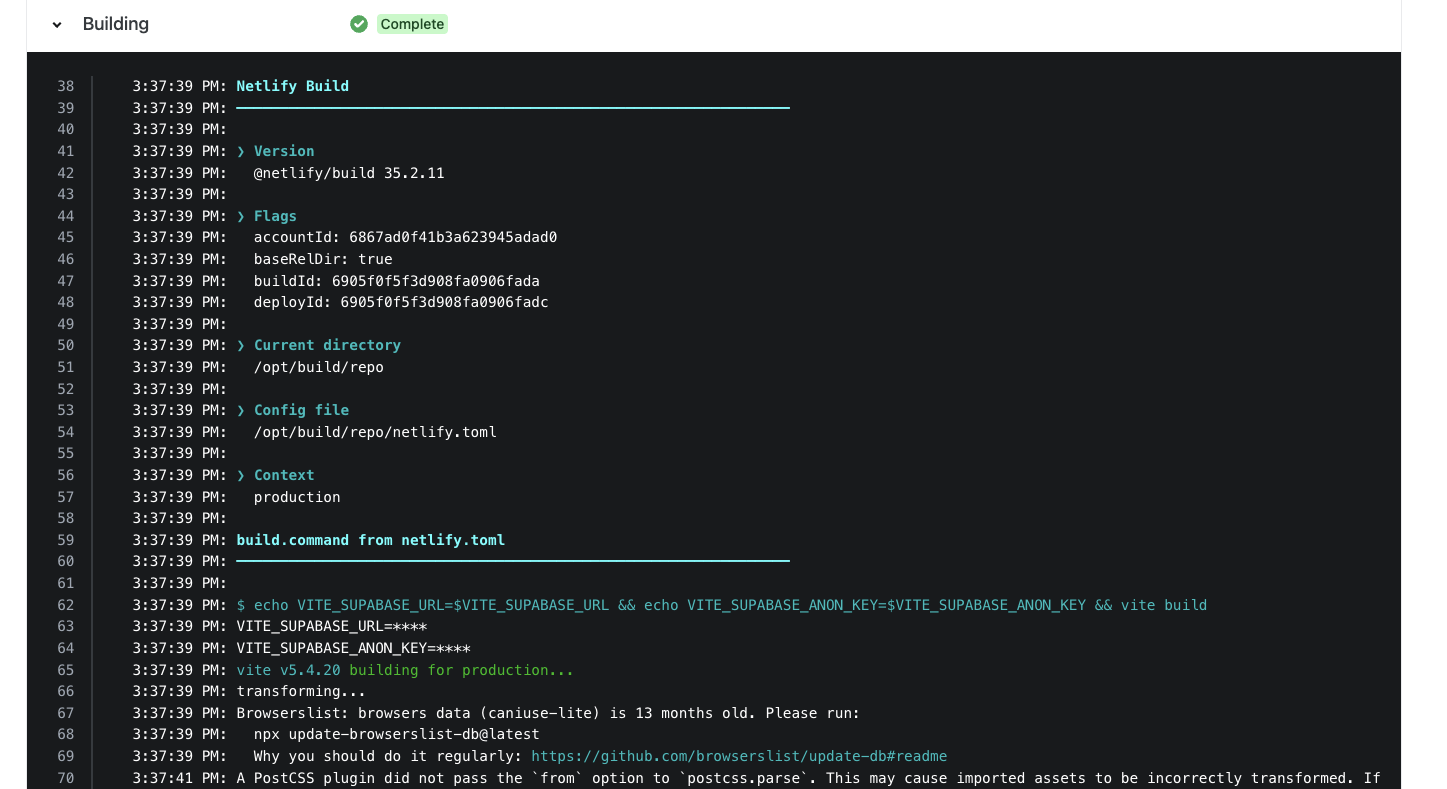 Building Complete
38 3:37:39 PM: Netlify Build
39 3:37:39 PM: ────────────────────────────────────────────────────────────────
40 3:37:39 PM:
41 3:37:39 PM: ❯ Version
42 3:37:39 PM: @netlify/build 35.2.11
43 3:37:39 PM:
44 3:37:39 PM: ❯ Flags
45 3:37:39 PM: accountId: 6867ad0f41b3a623945adad0
46 3:37:39 PM: baseRelDir: true
47 3:37:39 PM: buildId: 6905f0f5f3d908fa0906fada
48 3:37:39 PM: deployId: 6905f0f5f3d908fa0906fadc
49 3:37:39 PM:
50 3:37:39 PM: ❯ Current directory
51 3:37:39 PM: /opt/build/repo
52 3:37:39 PM:
53 3:37:39 PM: ❯ Config file
54 3:37:39 PM: /opt/build/repo/netlify.toml
55 3:37:39 PM:
56 3:37:39 PM: ❯ Context
57 3:37:39 PM: production
58 3:37:39 PM:
59 3:37:39 PM: build.command from netlify.toml
60 3:37:39 PM: ────────────────────────────────────────────────────────────────
61 3:37:39 PM:
62 3:37:39 PM: $ echo VITE_SUPABASE_URL=$VITE_SUPABASE_URL && echo VITE_SUPABASE_ANON_KEY=$VITE_SUPABASE_ANON_KEY && vite build
63 3:37:39 PM: VITE_SUPABASE_URL=****
64 3:37:39 PM: VITE_SUPABASE_ANON_KEY=****
65 3:37:39 PM: vite v5.4.20 building for production...
66 3:37:39 PM: transforming...
67 3:37:39 PM: Browserslist: browsers data (caniuse-lite) is 13 months old. Please run:
68 3:37:39 PM: npx update-browserslist-db@latest
69 3:37:39 PM: Why you should do it regularly: https://github.com/browserslist/update-db#readme
70 3:37:41 PM: A PostCSS plugin did not pass the `from` option to `postcss.parse`. This may cause imported assets to be incorrectly transformed. If